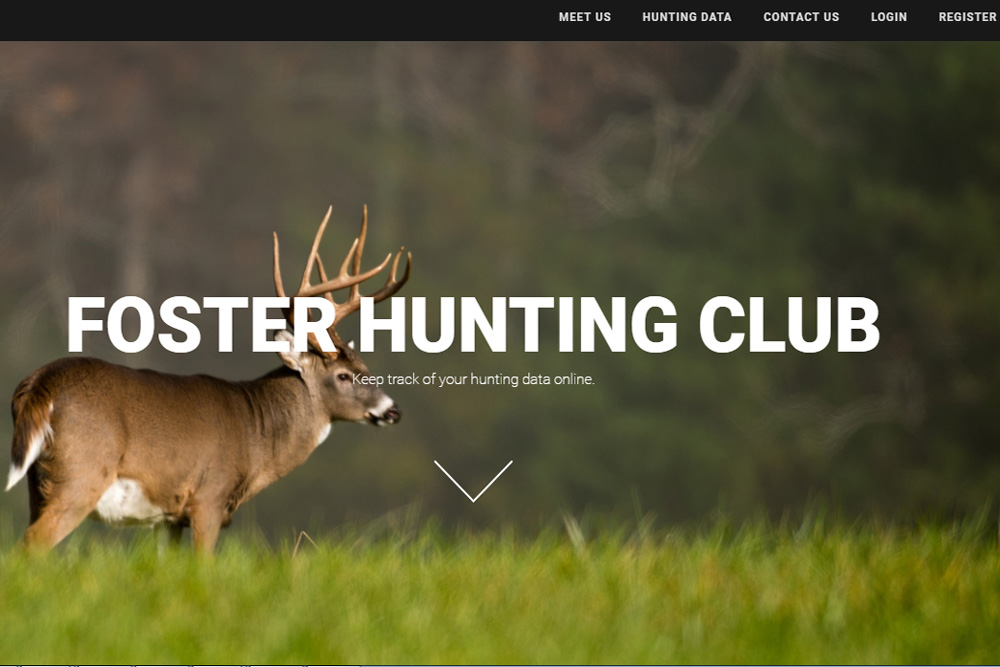 MEET US HUNTING DATA CONTACT US LOGIN REGISTER
FOSTER HUNTING CLUB
Keep track of your hunting data online.